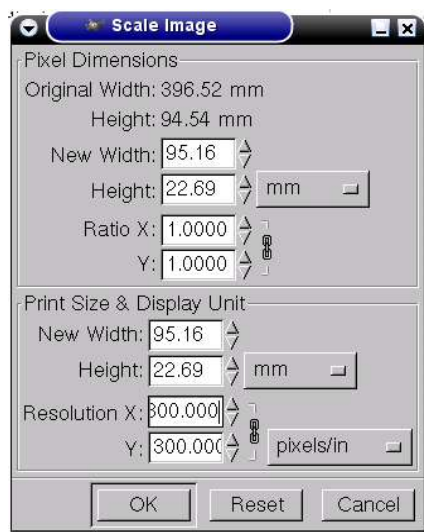 Scale Image
Pixel Dimensions
Original Width: 396.52 mm
Height: 94.54 mm
New Width: 95.16
Height: 22.69 mm
Ratio X: 1.0000
Y: 1.0000
Print Size & Display Unit
New Width: 95.16
Height: 22.69 mm
Resolution X: 300.000
Y: 300.000 pixels/in
OK Reset Cancel